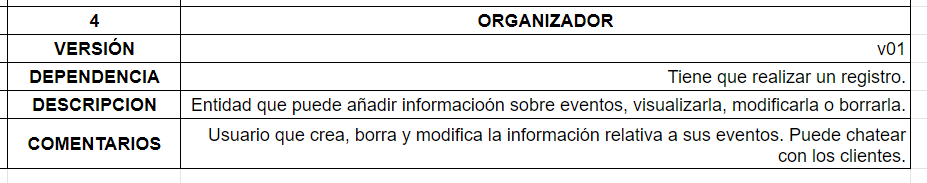 4 ORGANIZADOR
VERSIÓN v01
DEPENDENCIA Tiene que realizar un registro.
DESCRIPCION Entidad que puede añadir informacioón sobre eventos, visualizarla, modificarla o borrarla.
COMENTARIOS Usuario que crea, borra y modifica la información relativa a sus eventos. Puede chatear
con los clientes.